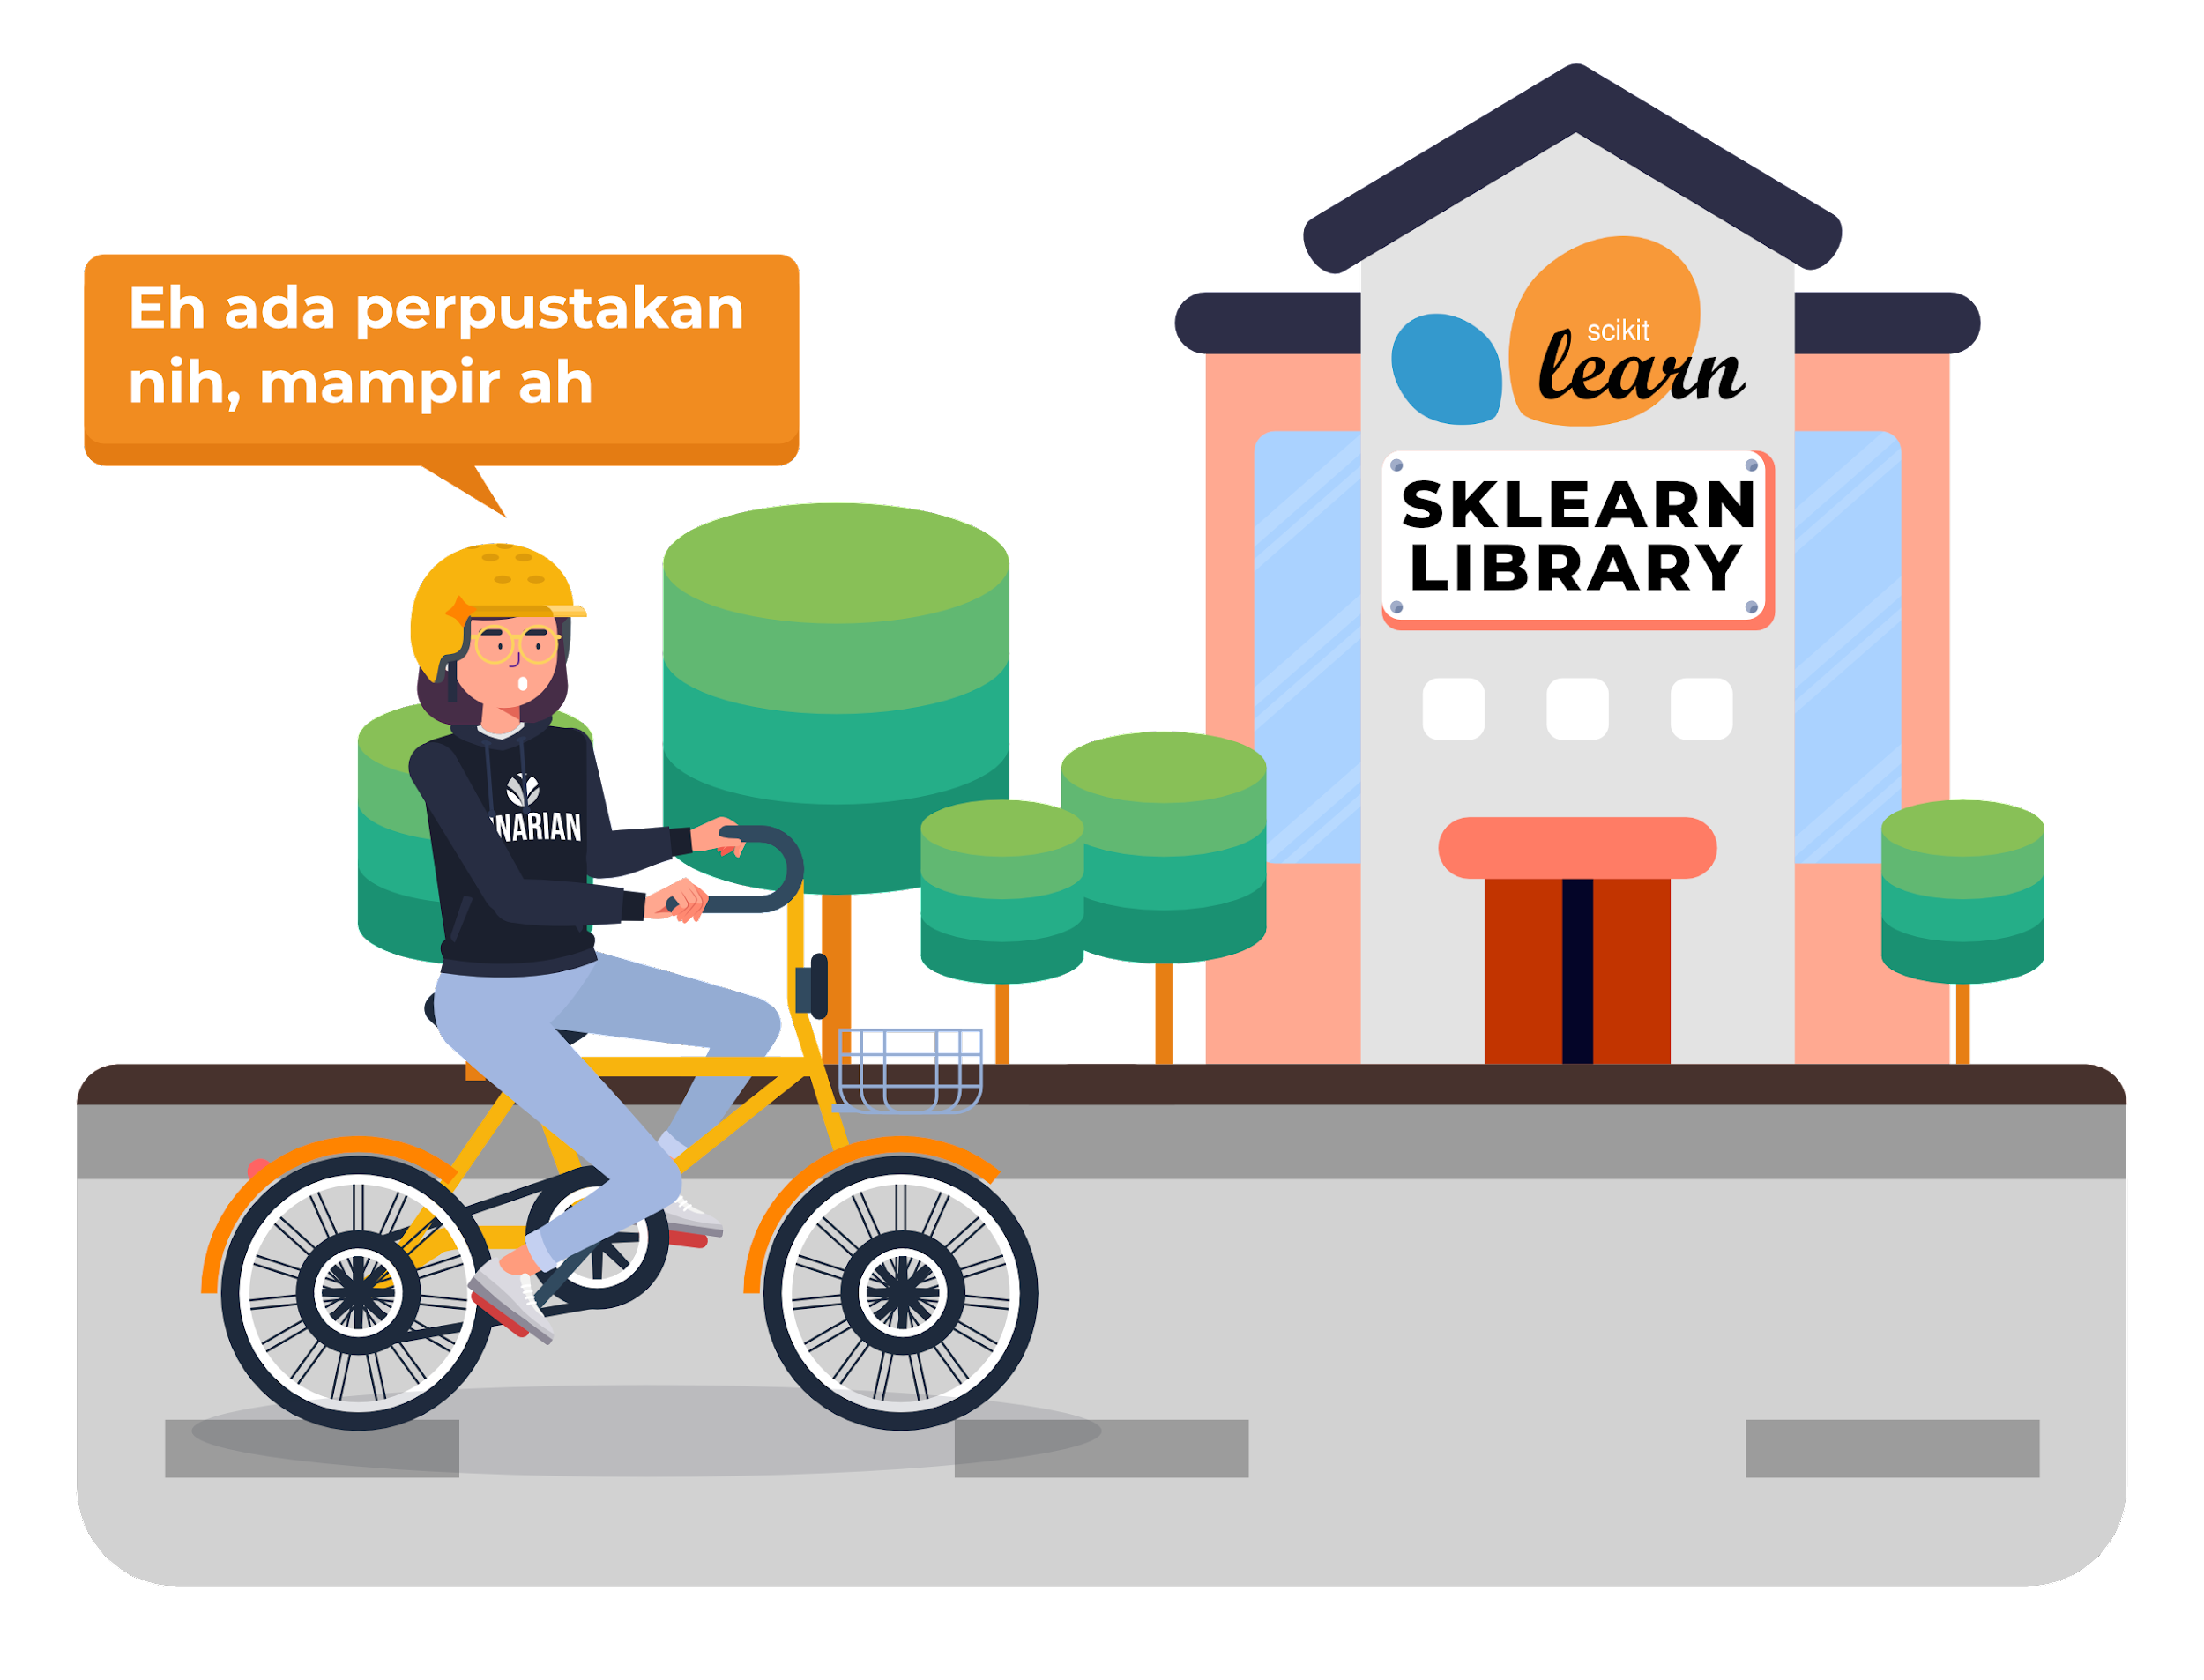 Eh ada perpustakan
nih, mampir ah
scikit
learn
SKLEARN
LIBRARY
NARIAN